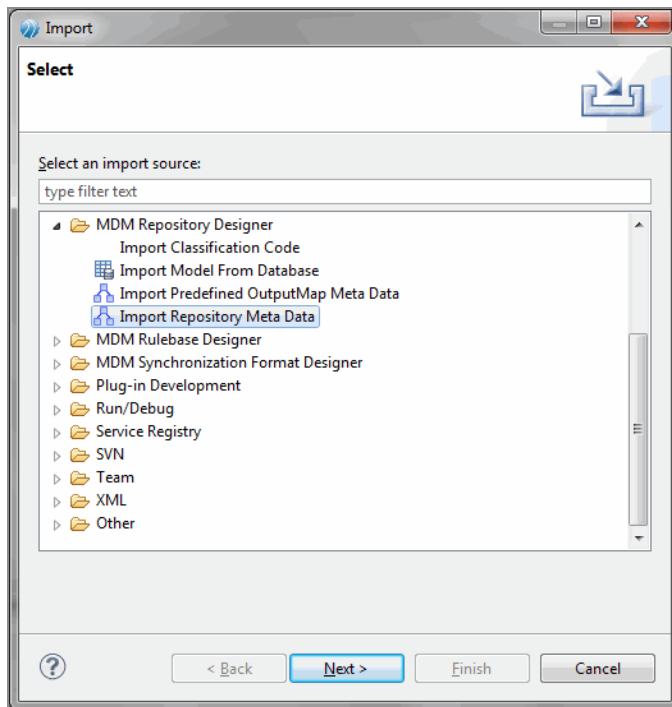 Import
Select
Select an import source:
type filter text
MDM Repository Designer
Import Classification Code
Import Model From Database
Import Predefined OutputMap Meta Data
Import Repository Meta Data
MDM Rulebase Designer
MDM Synchronization Format Designer
Plug-in Development
Run/Debug
Service Registry
SVN
Team
XML
Other
? < Back Next > Finish Cancel